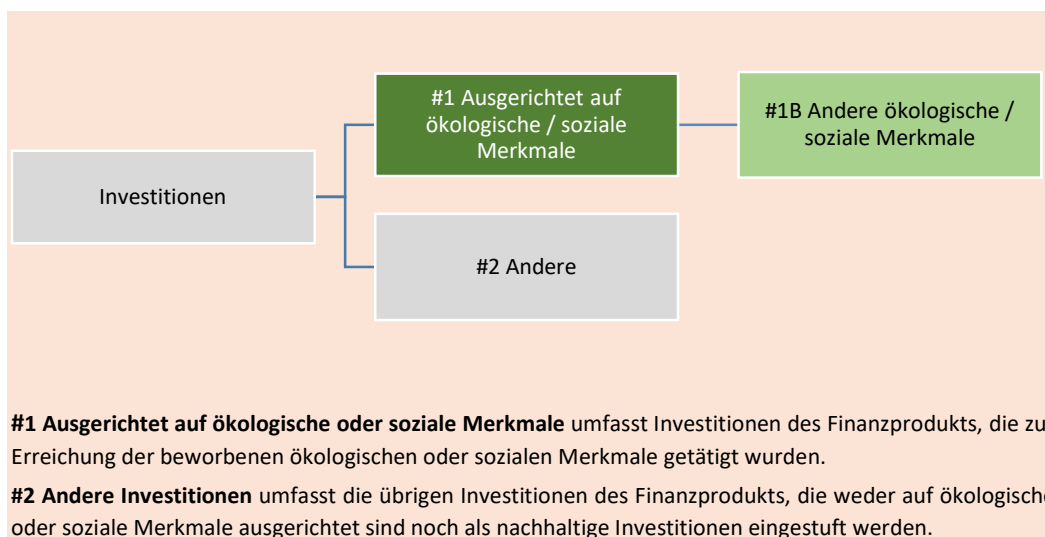 #1 Ausgerichtet auf
ökologische / soziale
Merkmale
#1B Andere ökologische /
soziale Merkmale
Investitionen
#2 Andere
#1 Ausgerichtet auf ökologische oder soziale Merkmale umfasst Investitionen des Finanzprodukts, die zu
Erreichung der beworbenen ökologischen oder sozialen Merkmale getätigt wurden.
#2 Andere Investitionen umfasst die übrigen Investitionen des Finanzprodukts, die weder auf ökologische
oder soziale Merkmale ausgerichtet sind noch als nachhaltige Investitionen eingestuft werden.